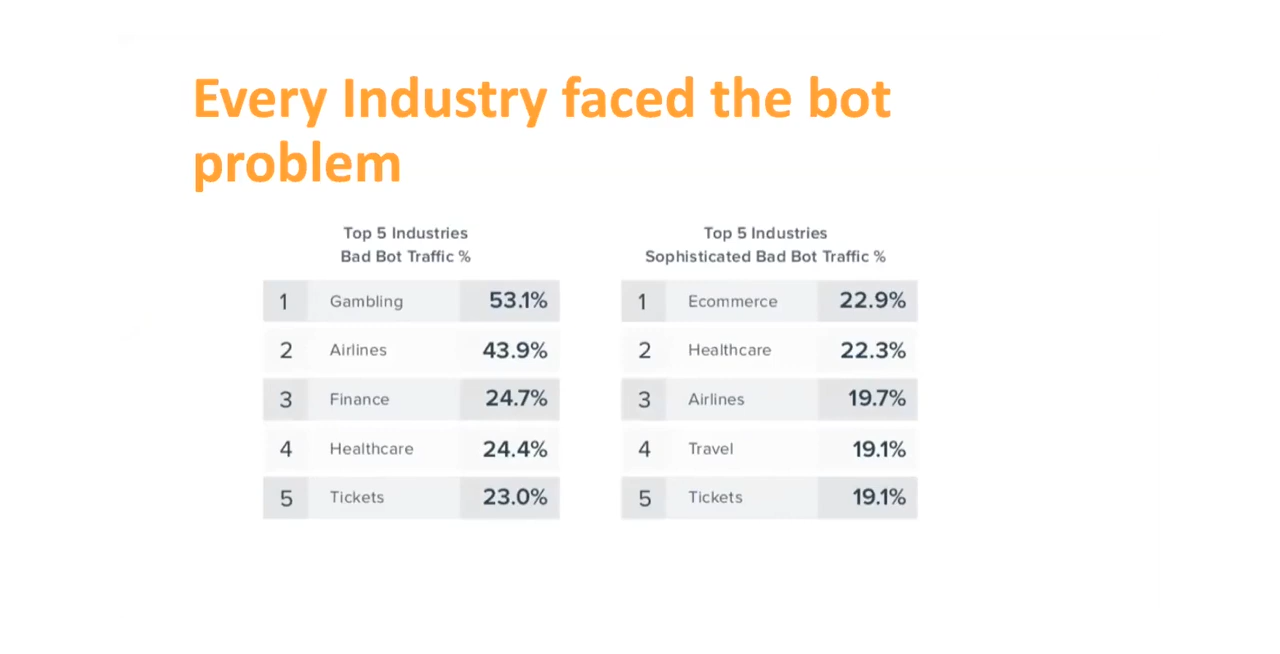 Every Industry faced the bot
problem
Top 5 Industries
Bad Bot Traffic %
1 Gambling 53.1%
2 Airlines 43.9%
3 Finance 24.7%
4 Healthcare 24.4%
5 Tickets 23.0%
Top 5 Industries
Sophisticated Bad Bot Traffic %
1 Ecommerce 22.9%
2 Healthcare 22.3%
3 Airlines 19.7%
4 Travel 19.1%
5 Tickets 19.1%